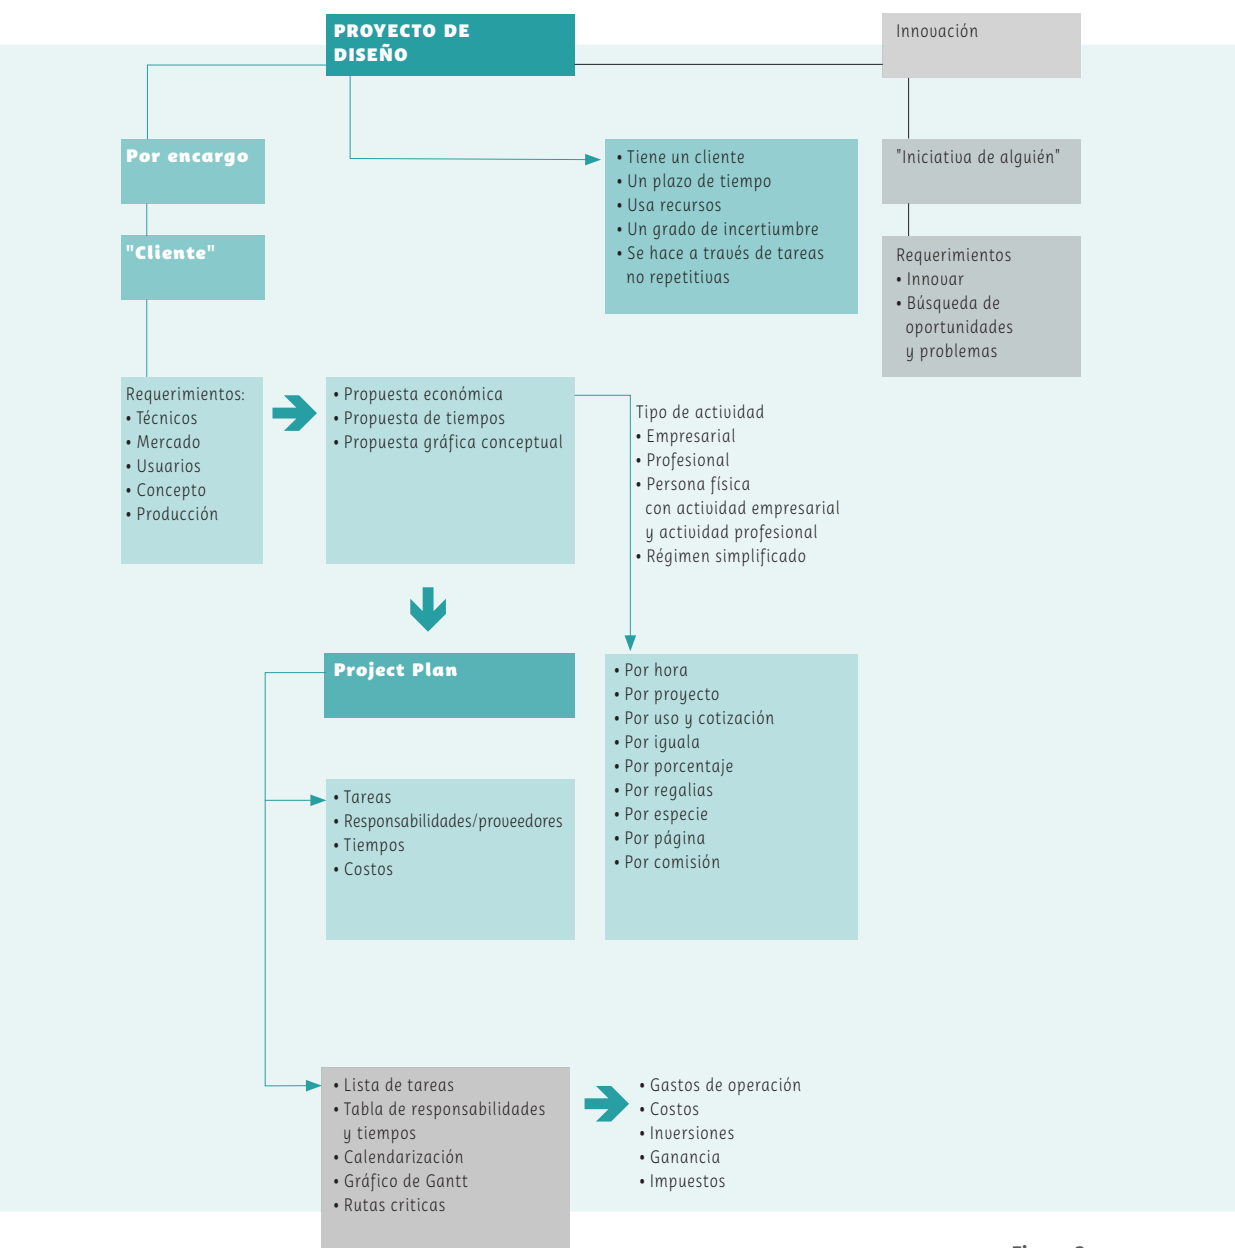 PROYECTO DE
DISEÑO
Innovación
Por encargo
"Cliente"
• Tiene un cliente
• Un plazo de tiempo
• Usa recursos
• Un grado de incertiumbre
• Se hace a través de tareas
no repetitivas
"Iniciativa de alguién"
Requerimientos
• Innovar
• Búsqueda de
oportunidades
y problemas
Requerimientos:
• Técnicos
• Mercado
• Usuarios
• Concepto
• Producción
• Propuesta económica
• Propuesta de tiempos
• Propuesta gráfica conceptual
Tipo de actividad
• Empresarial
• Profesional
• Persona física
con actividad empresarial
y actividad profesional
• Régimen simplificado
Project Plan
• Por hora
• Por proyecto
• Por uso y cotización
• Por iguala
• Por porcentaje
• Por regalias
• Por especie
• Por página
• Por comisión
• Tareas
• Responsabilidades/proveedores
• Tiempos
• Costos
• Lista de tareas
• Tabla de responsabilidades
y tiempos
• Calendarización
• Gráfico de Gantt
• Rutas criticas
• Gastos de operación
• Costos
• Inversiones
• Ganancia
• Impuestos